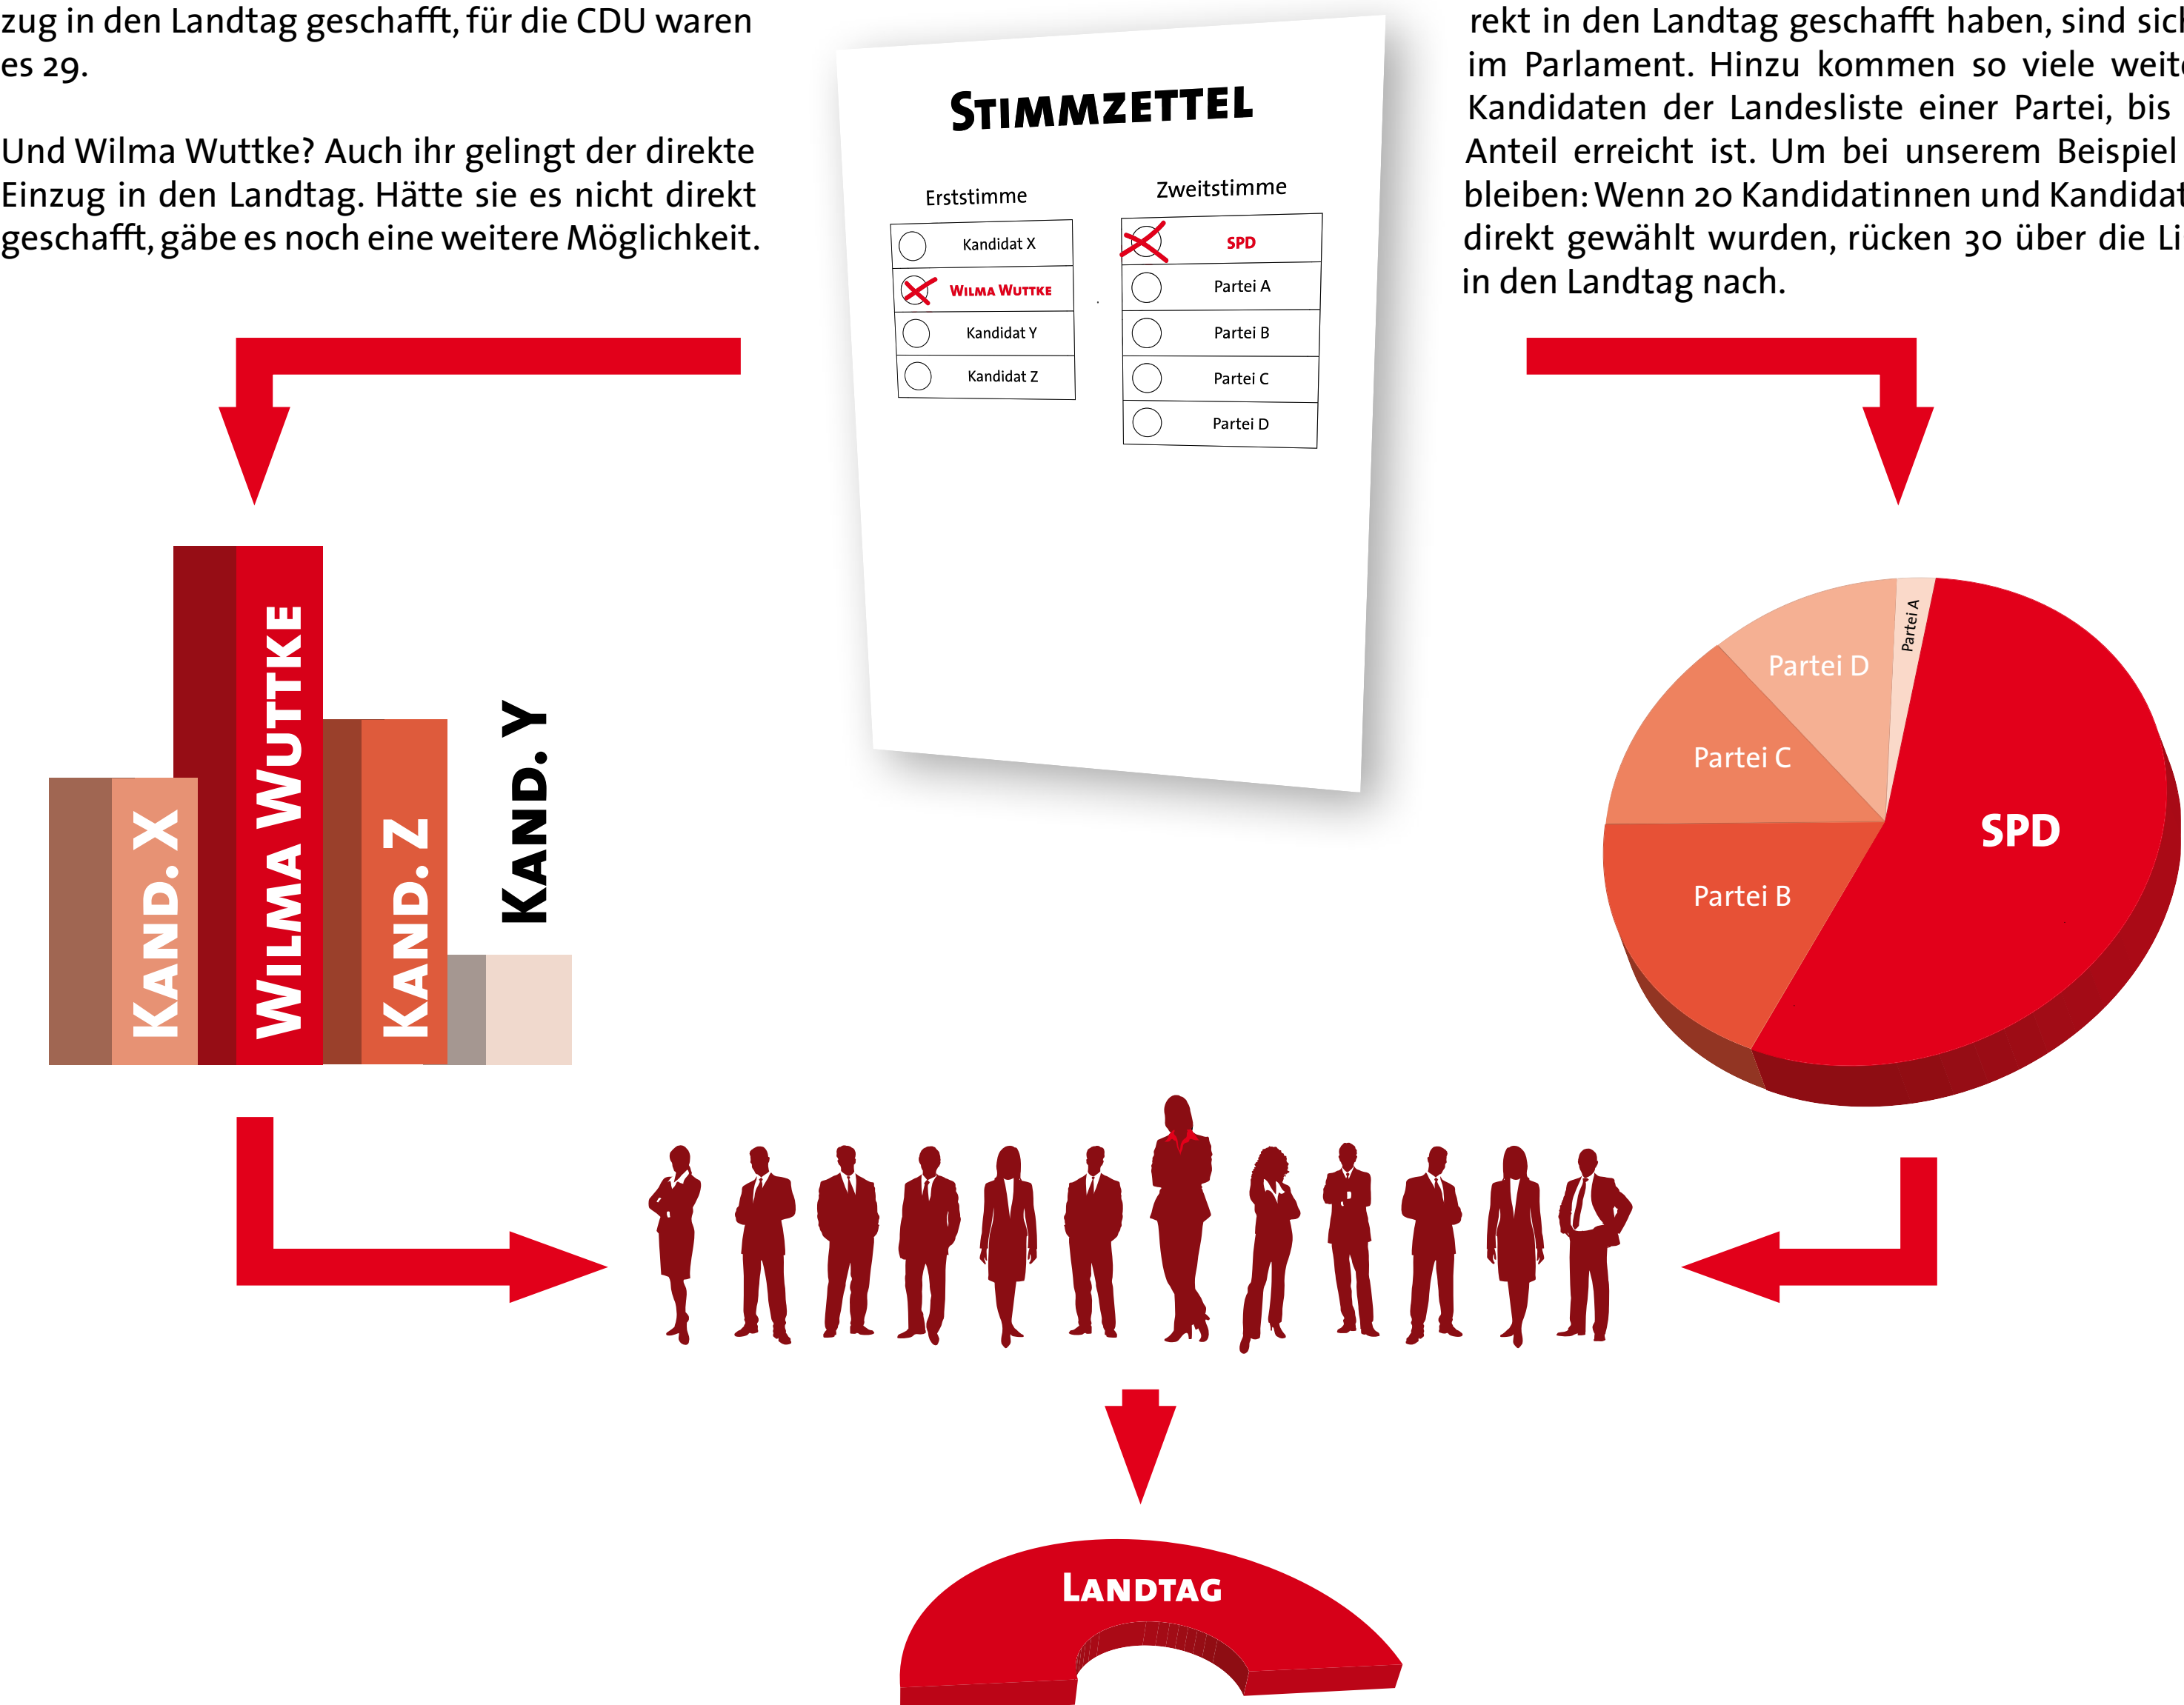 zug in den Landtag geschafft, für die CDU waren
es 29.
Und Wilma Wuttke? Auch ihr gelingt der direkte
Einzug in den Landtag. Hätte sie es nicht direkt
geschafft, gäbe es noch eine weitere Möglichkeit.
STIMMZETTEL
Erststimme
Kandidat X
WILMA WUTTKE
Kandidat Y
Kandidat Z
Zweitstimme
SPD
Partei A
Partei B
Partei C
Partei D
rekt in den Landtag geschafft haben, sind
im Parlament. Hinzu kommen so viele
Kandidaten der Landesliste einer Partei, bis
Anteil erreicht ist. Um bei unserem Beispiel
bleiben: Wenn 20 Kandidatinnen und
direkt gewählt wurden, rücken 30 über die
in den Landtag nach.
KAND. X
WILMA WUTTKE
KAND. Z
KAND. Y
Partei A
Partei D
Partei C
SPD
Partei B
LANDTAG